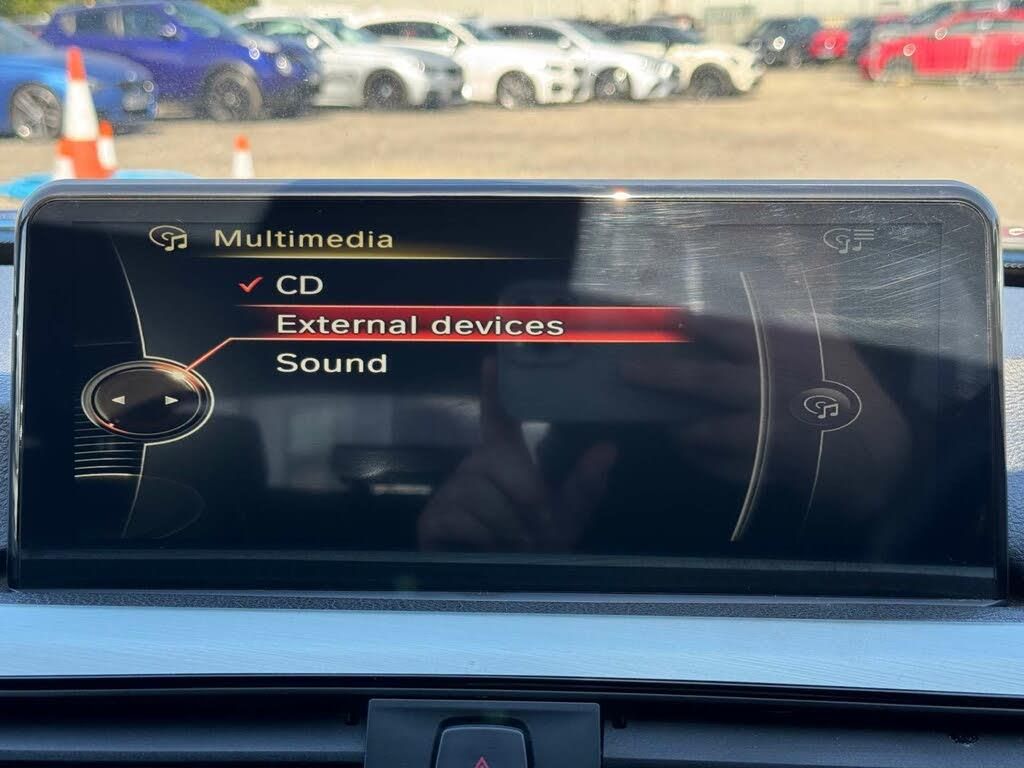 Multimedia
CD
External devices
Sound